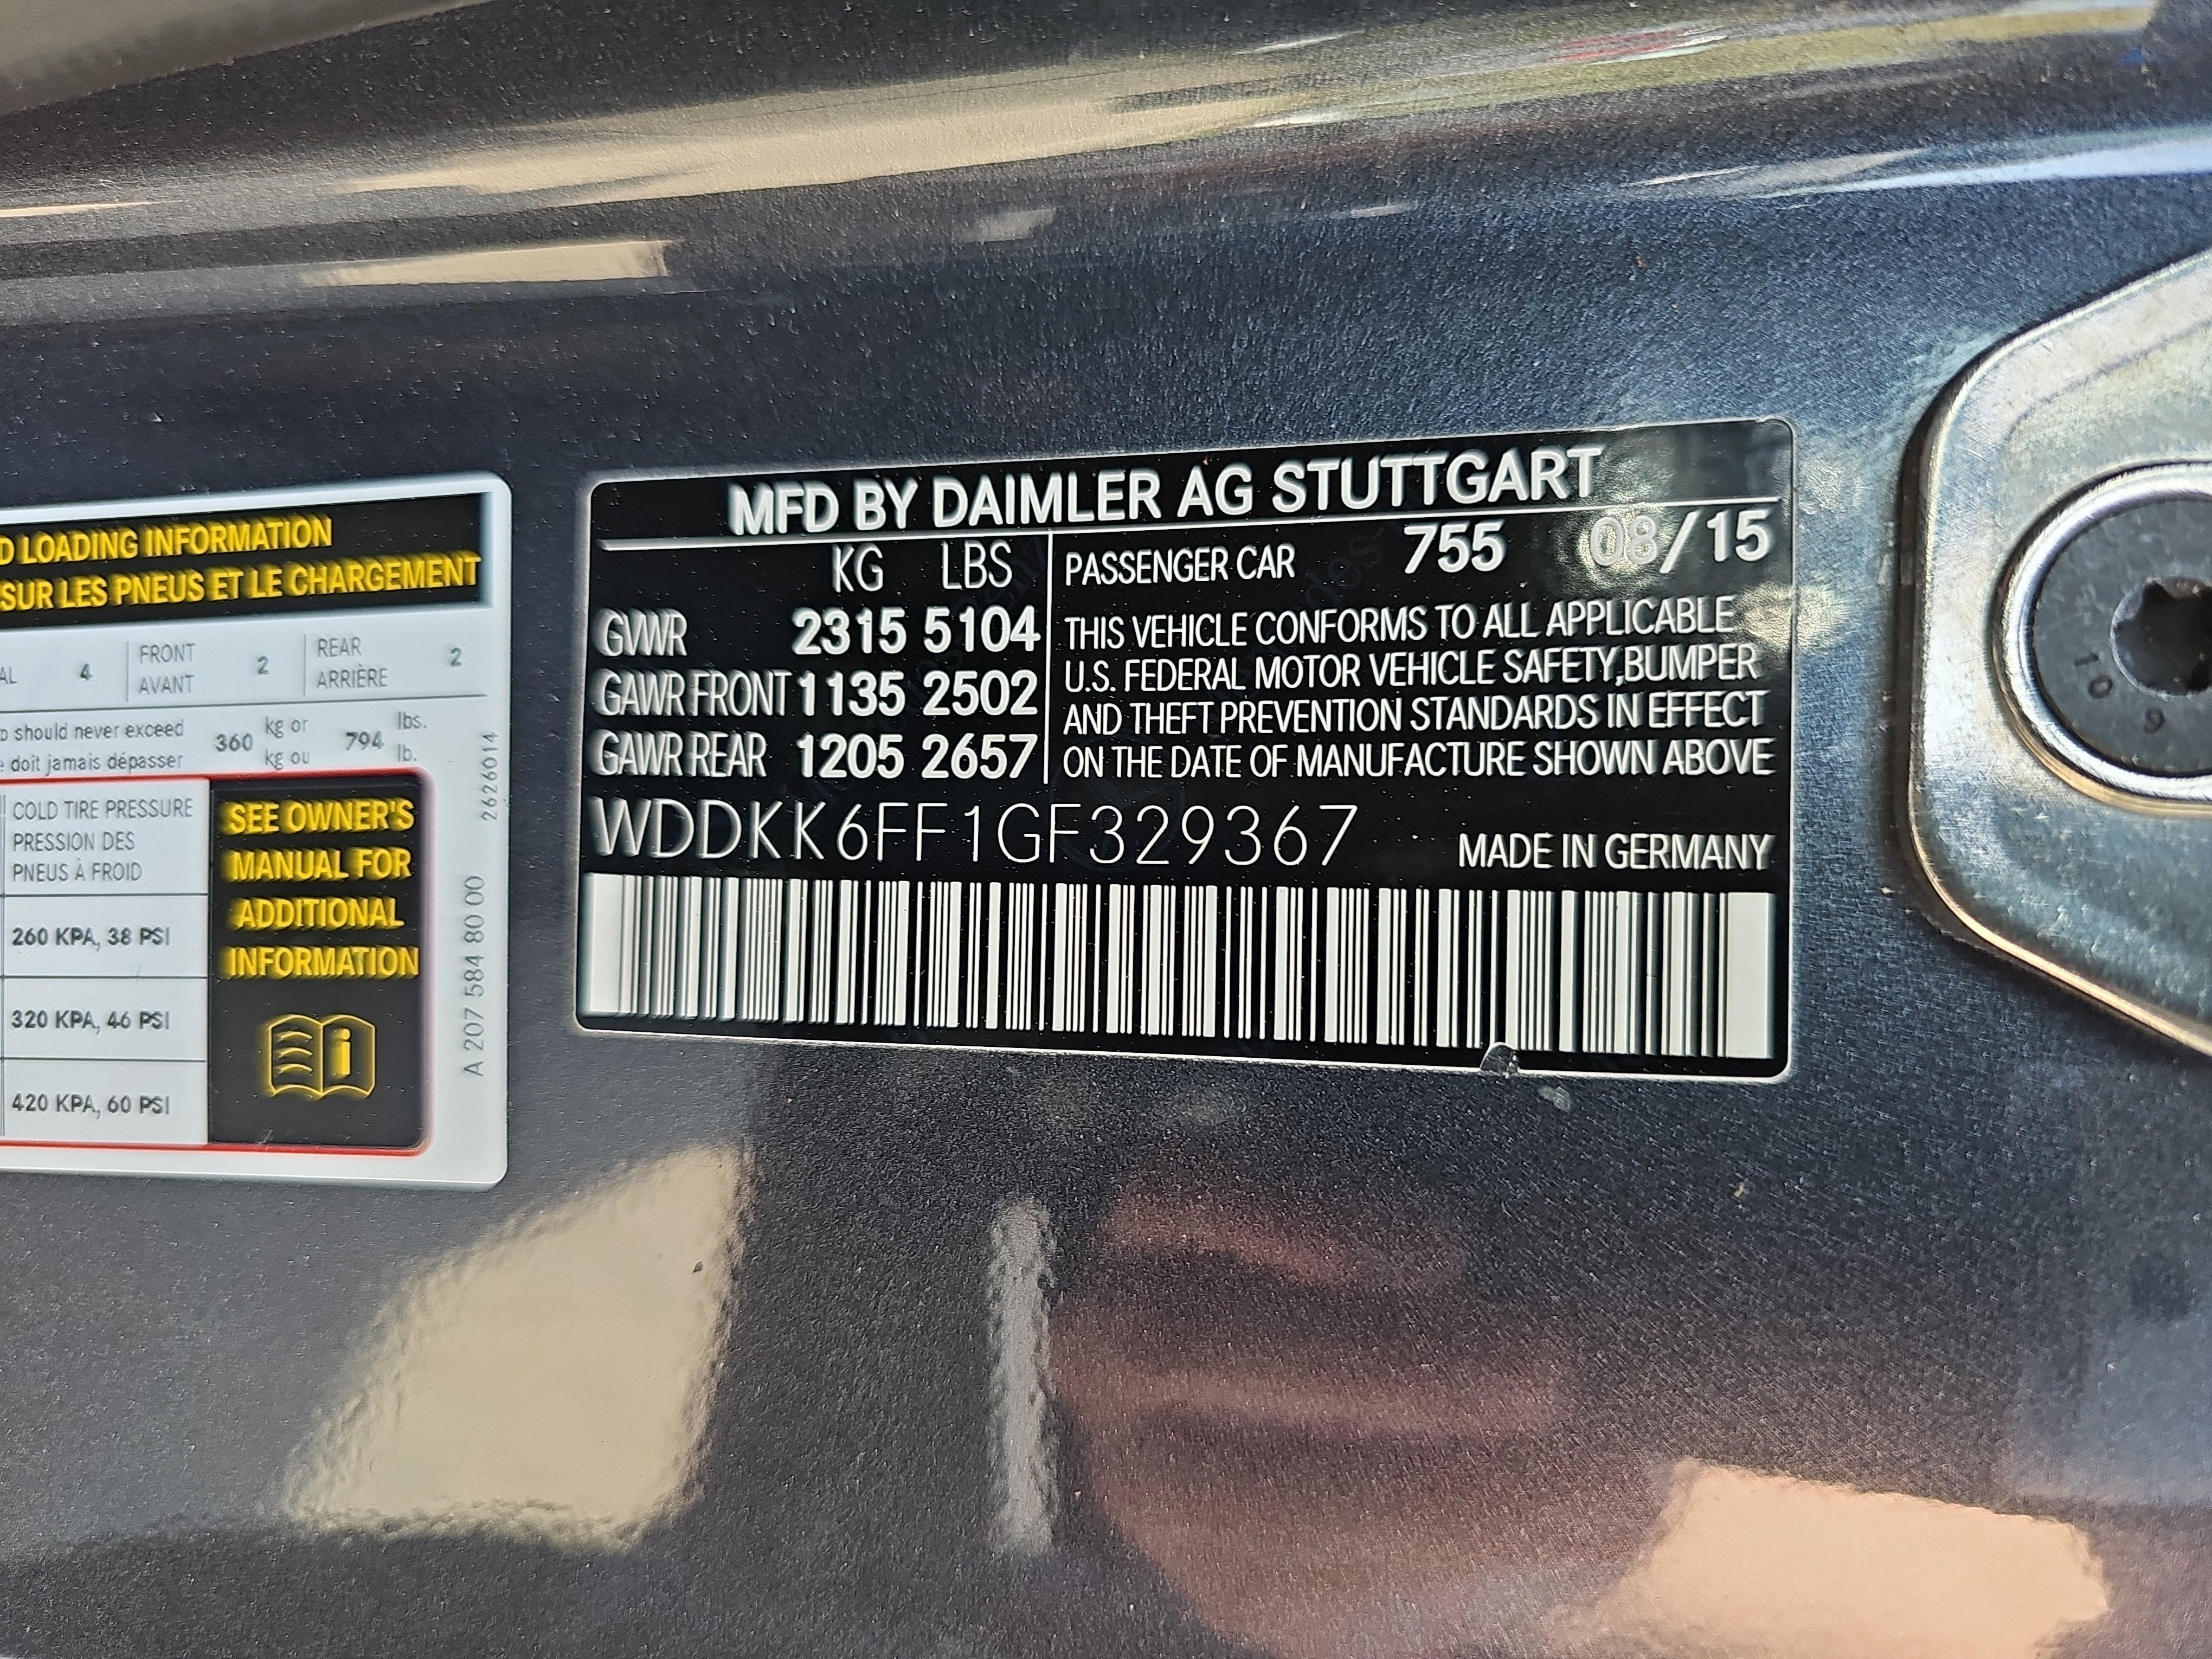 D LOADING INFORMATION
SUR LES PNEUS ET LE CHARGEMENT
AL 4 FRONT AVANT 2 REAR ARRIÈRE 2
should never exceed 360 kg or 794 lbs.
doit jamais dépasser kg ou lb.
COLD TIRE PRESSURE
PRESSION DES
PNEUS À FROID
260 KPA, 38 PSI
320 KPA, 46 PSI
420 KPA, 60 PSI
SEE OWNER'S
MANUAL FOR
ADDITIONAL
INFORMATION
i
A 207 584 80 00 2626014
MFD BY DAIMLER AG STUTTGART
KG LBS
GVWR 2315 5104
GAWR FRONT 1135 2502
GAWR REAR 1205 2657
PASSENGER CAR 755 08/15
THIS VEHICLE CONFORMS TO ALL APPLICABLE
U.S. FEDERAL MOTOR VEHICLE SAFETY,BUMPER
AND THEFT PREVENTION STANDARDS IN EFFECT
ON THE DATE OF MANUFACTURE SHOWN ABOVE
WDDKK6FF1GF329367
MADE IN GERMANY
10 9